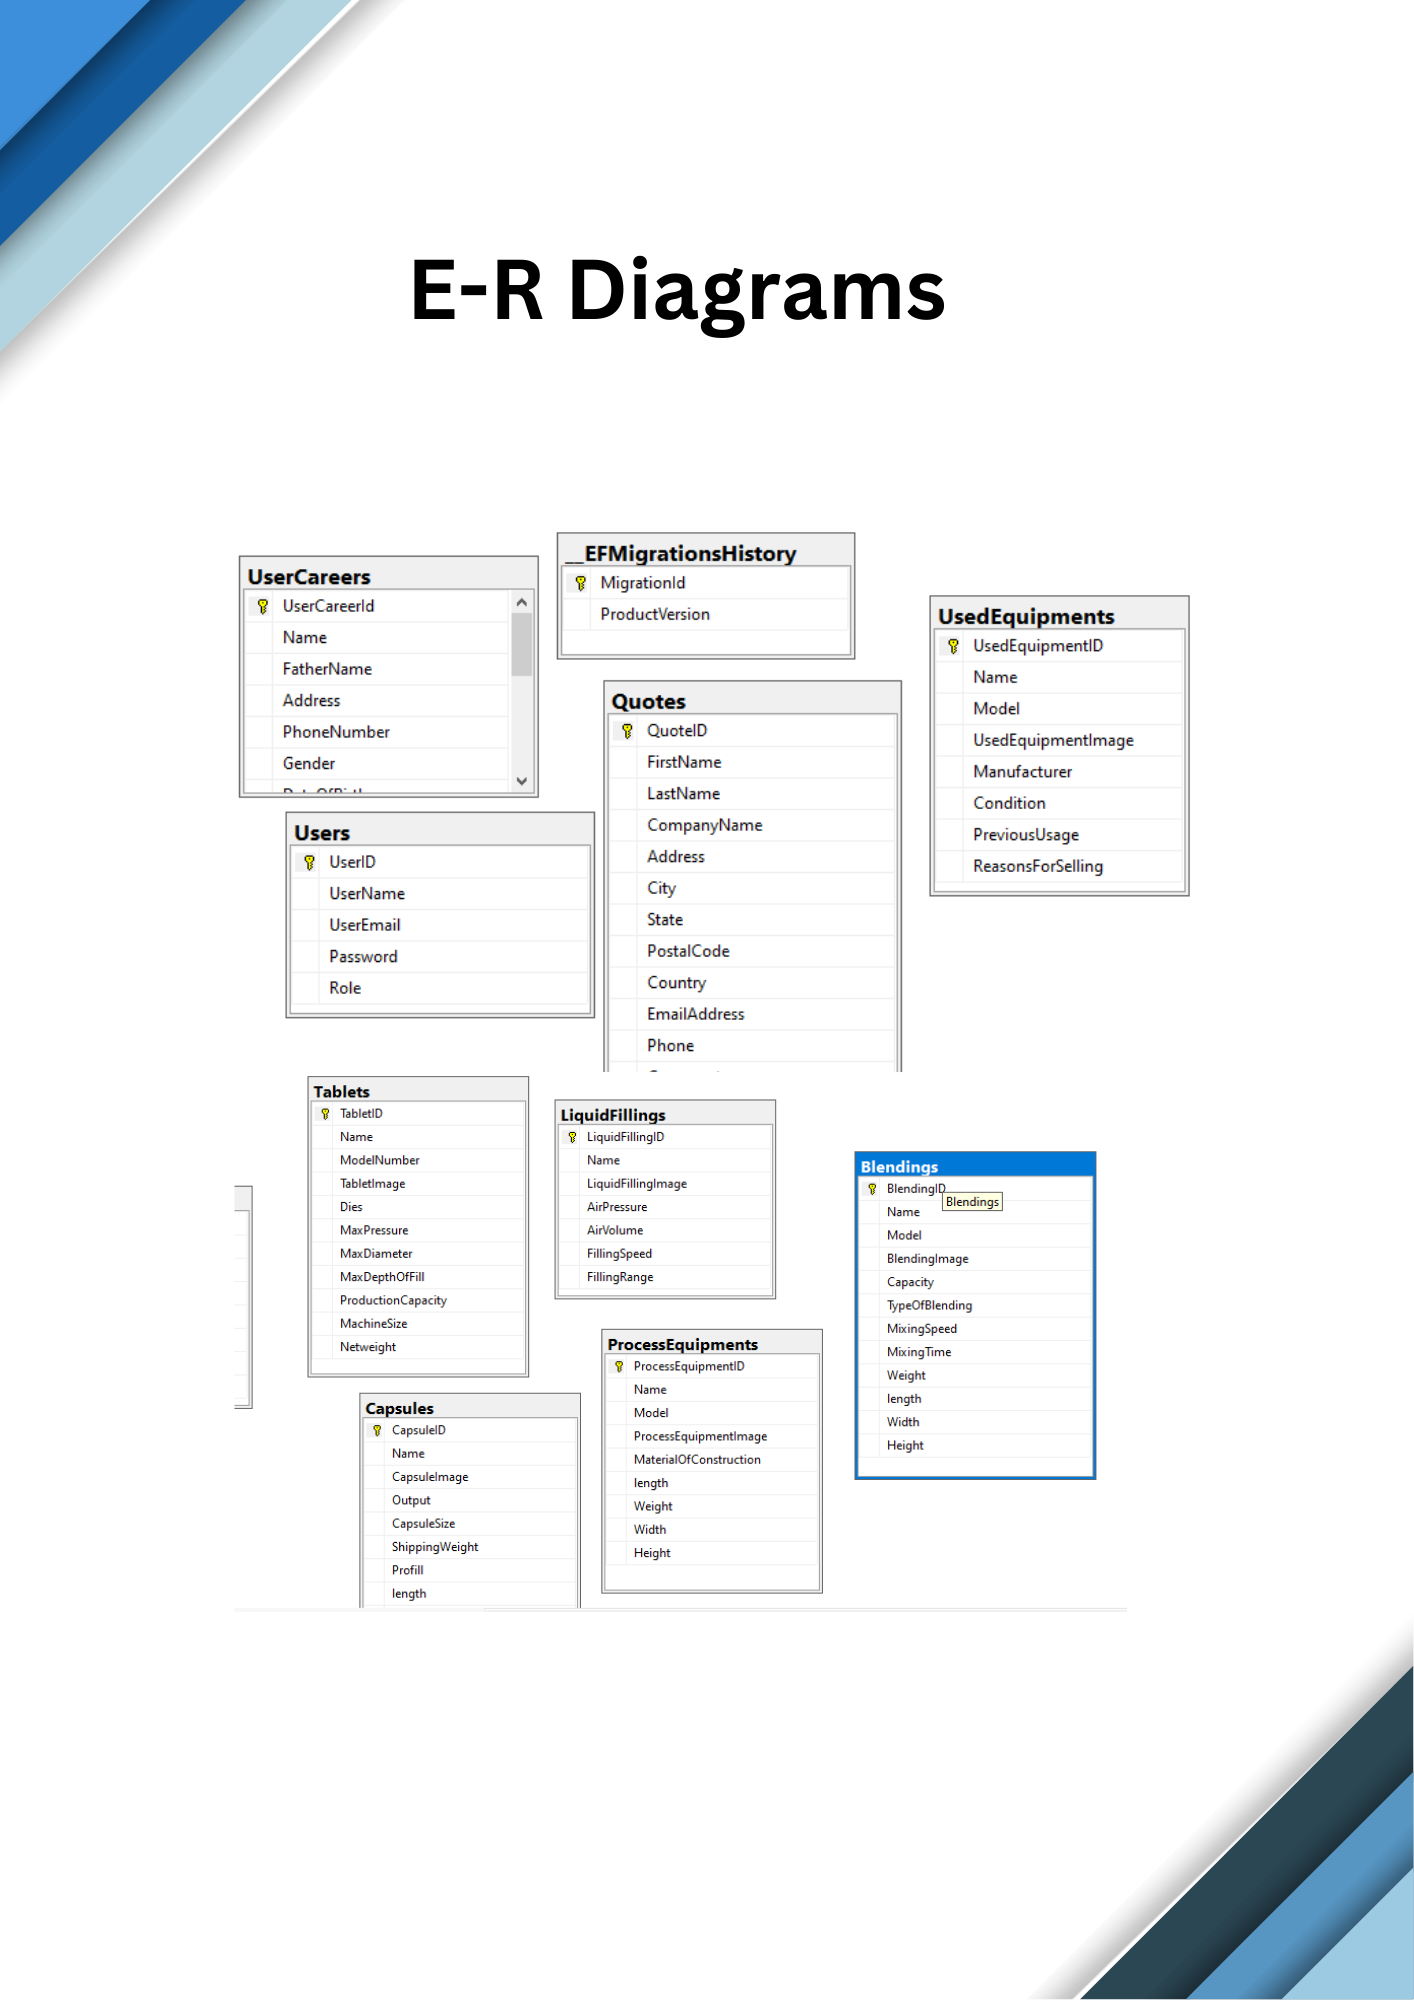 E-R Diagrams
UserCareers
UserCareerId
Name
FatherName
Address
PhoneNumber
Gender
__EFMigrationsHistory
MigrationId
ProductVersion
UsedEquipments
UsedEquipmentID
Name
Model
UsedEquipmentImage
Manufacturer
Condition
PreviousUsage
ReasonsForSelling
Quotes
QuoteID
FirstName
LastName
CompanyName
Address
City
State
PostalCode
Country
EmailAddress
Phone
Users
UserID
UserName
UserEmail
Password
Role
Tablets
TabletID
Name
ModelNumber
TabletImage
Dies
MaxPressure
MaxDiameter
MaxDepthOfFill
ProductionCapacity
MachineSize
Netweight
LiquidFillings
LiquidFillingID
Name
LiquidFillingImage
AirPressure
AirVolume
FillingSpeed
FillingRange
Blendings
BlendingID
Blendings
Name
Model
BlendingImage
Capacity
TypeOfBlending
MixingSpeed
MixingTime
Weight
length
Width
Height
ProcessEquipments
ProcessEquipmentID
Name
Model
ProcessEquipmentImage
MaterialOfConstruction
length
Weight
Width
Height
Capsules
CapsuleID
Name
CapsuleImage
Output
CapsuleSize
ShippingWeight
Profill
length